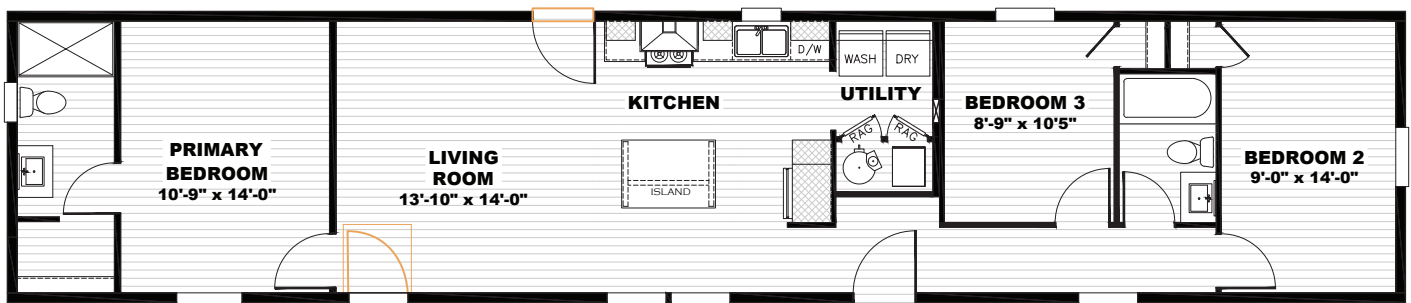 D/W
WASH
DRY
KITCHEN
UTILITY
BEDROOM 3
8'-9" x 10'5"
RAG
RAG
PRIMARY
BEDROOM
10'-9" x 14'-0"
LIVING
ROOM
13'-10" x 14'-0"
ISLAND
BEDROOM 2
9'-0" x 14'-0"